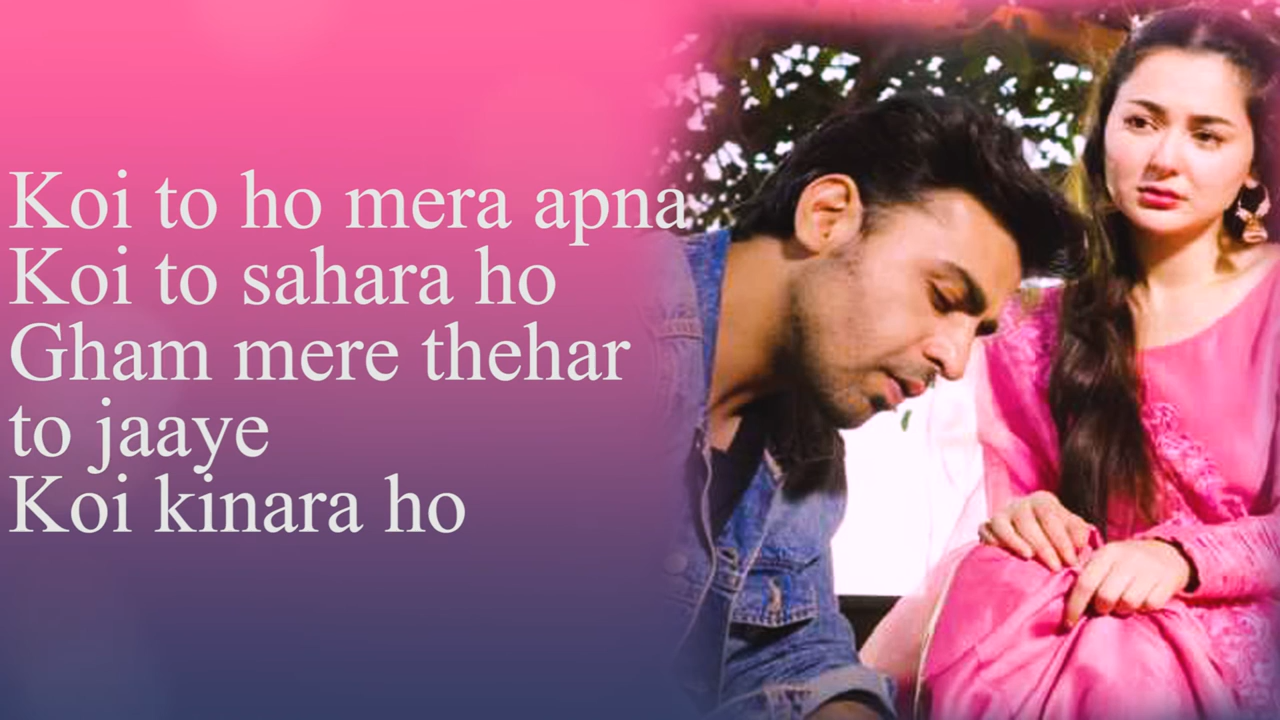 Koi to ho mera apna
Koi to sahara ho
Gham mere thehar
to jaaye
Koi kinara ho